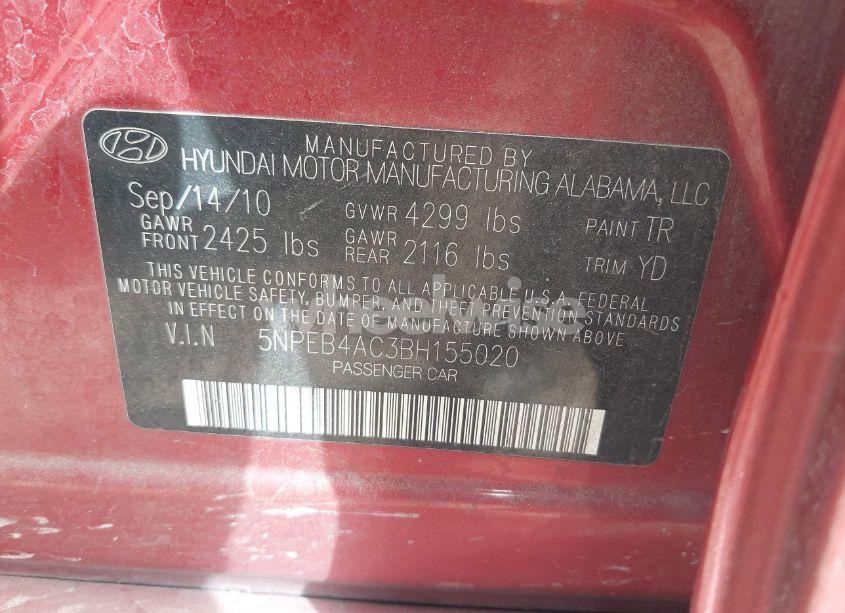 MANUFACTURED BY
HYUNDAI MOTOR MANUFACTURING ALABAMA, LLC
Sep/14/10 GVWR 4299 lbs PAINT TR
GAWR FRONT 2425 lbs GAWR REAR 2116 lbs TRIM YD
THIS VEHICLE CONFORMS TO ALL APPLICABLE U.S.A. FEDERAL
MOTOR VEHICLE SAFETY, BUMPER, AND THEFT PREVENTION STANDARDS
IN EFFECT ON THE DATE OF MANUFACTURE SHOWN ABOVE
V.I.N 5NPEB4AC3BH155020
PASSENGER CAR